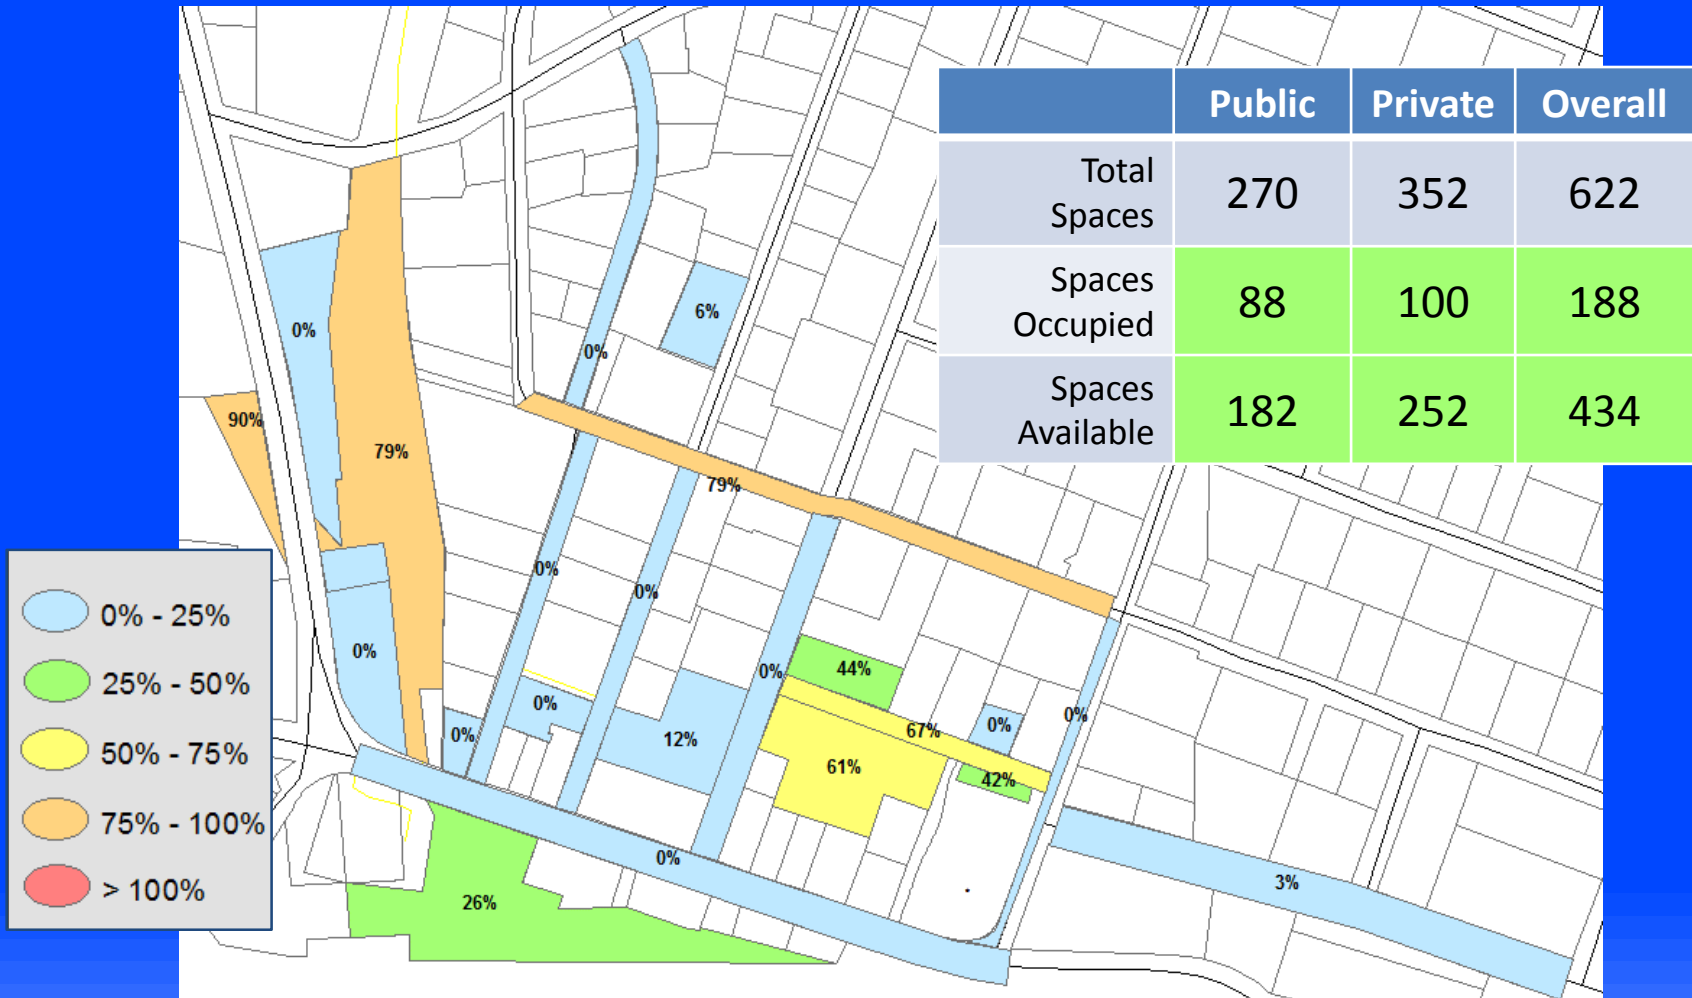 Public Private Overall
Total
Spaces
270 352 622
Spaces
Occupied
88 100 188
Spaces
Available
182 252 434
0%
6%
0%
90%
79%
79%
0%
0%
0%
0%
44%
0%
0%
12%
67%
0%
0%
61%
42%
0%
3%
26%
0%
0% - 25%
25% - 50%
50% - 75%
75% - 100%
> 100%